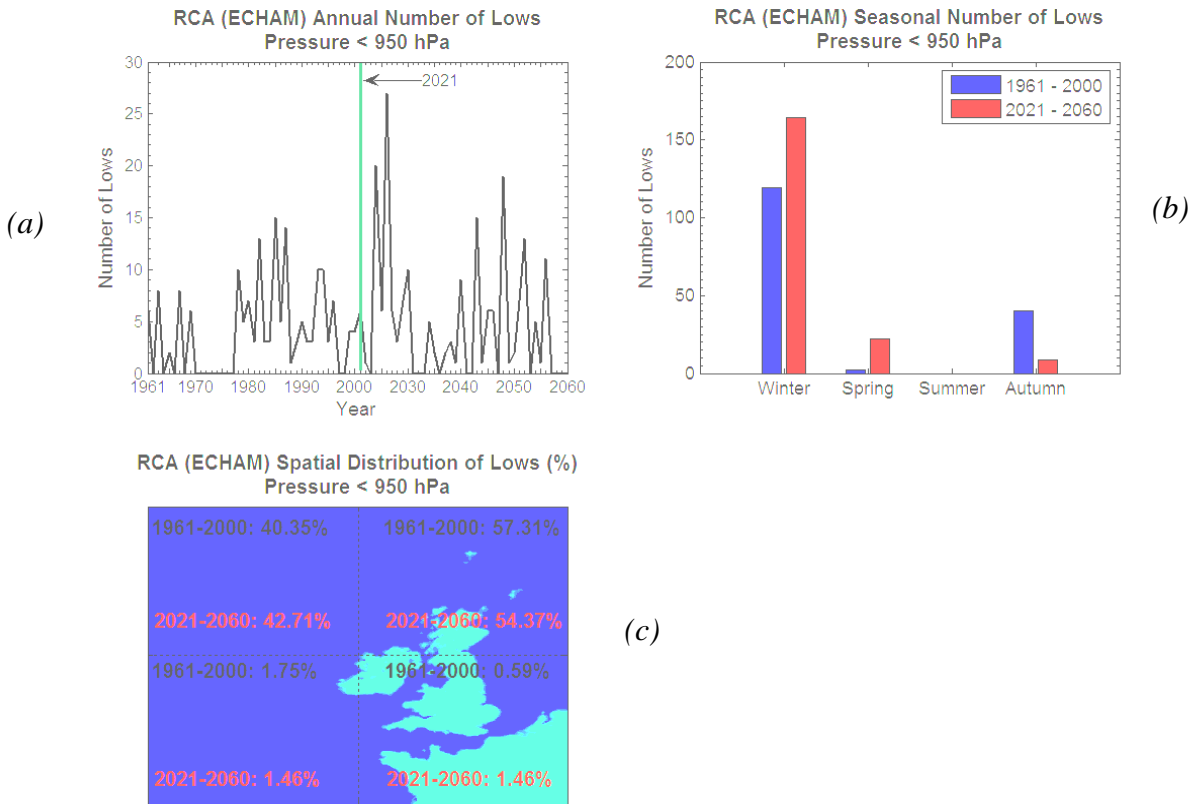 RCA (ECHAM) Annual Number of Lows
Pressure < 950 hPa
30
25
20
15
10
5
0
Number of Lows
2021
1961
1970
1980
1990
2000
2030
2040
2050
2060
Year
(a)
RCA (ECHAM) Seasonal Number of Lows
Pressure < 950 hPa
200
150
100
50
0
Number of Lows
1961 - 2000
2021 - 2060
Winter
Spring
Summer
Autumn
(b)
RCA (ECHAM) Spatial Distribution of Lows (%)
Pressure < 950 hPa
1961-2000: 40.35%
1961-2000: 57.31%
2021-2060: 42.71%
2021-2060: 54.37%
1961-2000: 1.75%
1961-2000: 0.59%
2021-2060: 1.46%
2021-2060: 1.46%
(c)